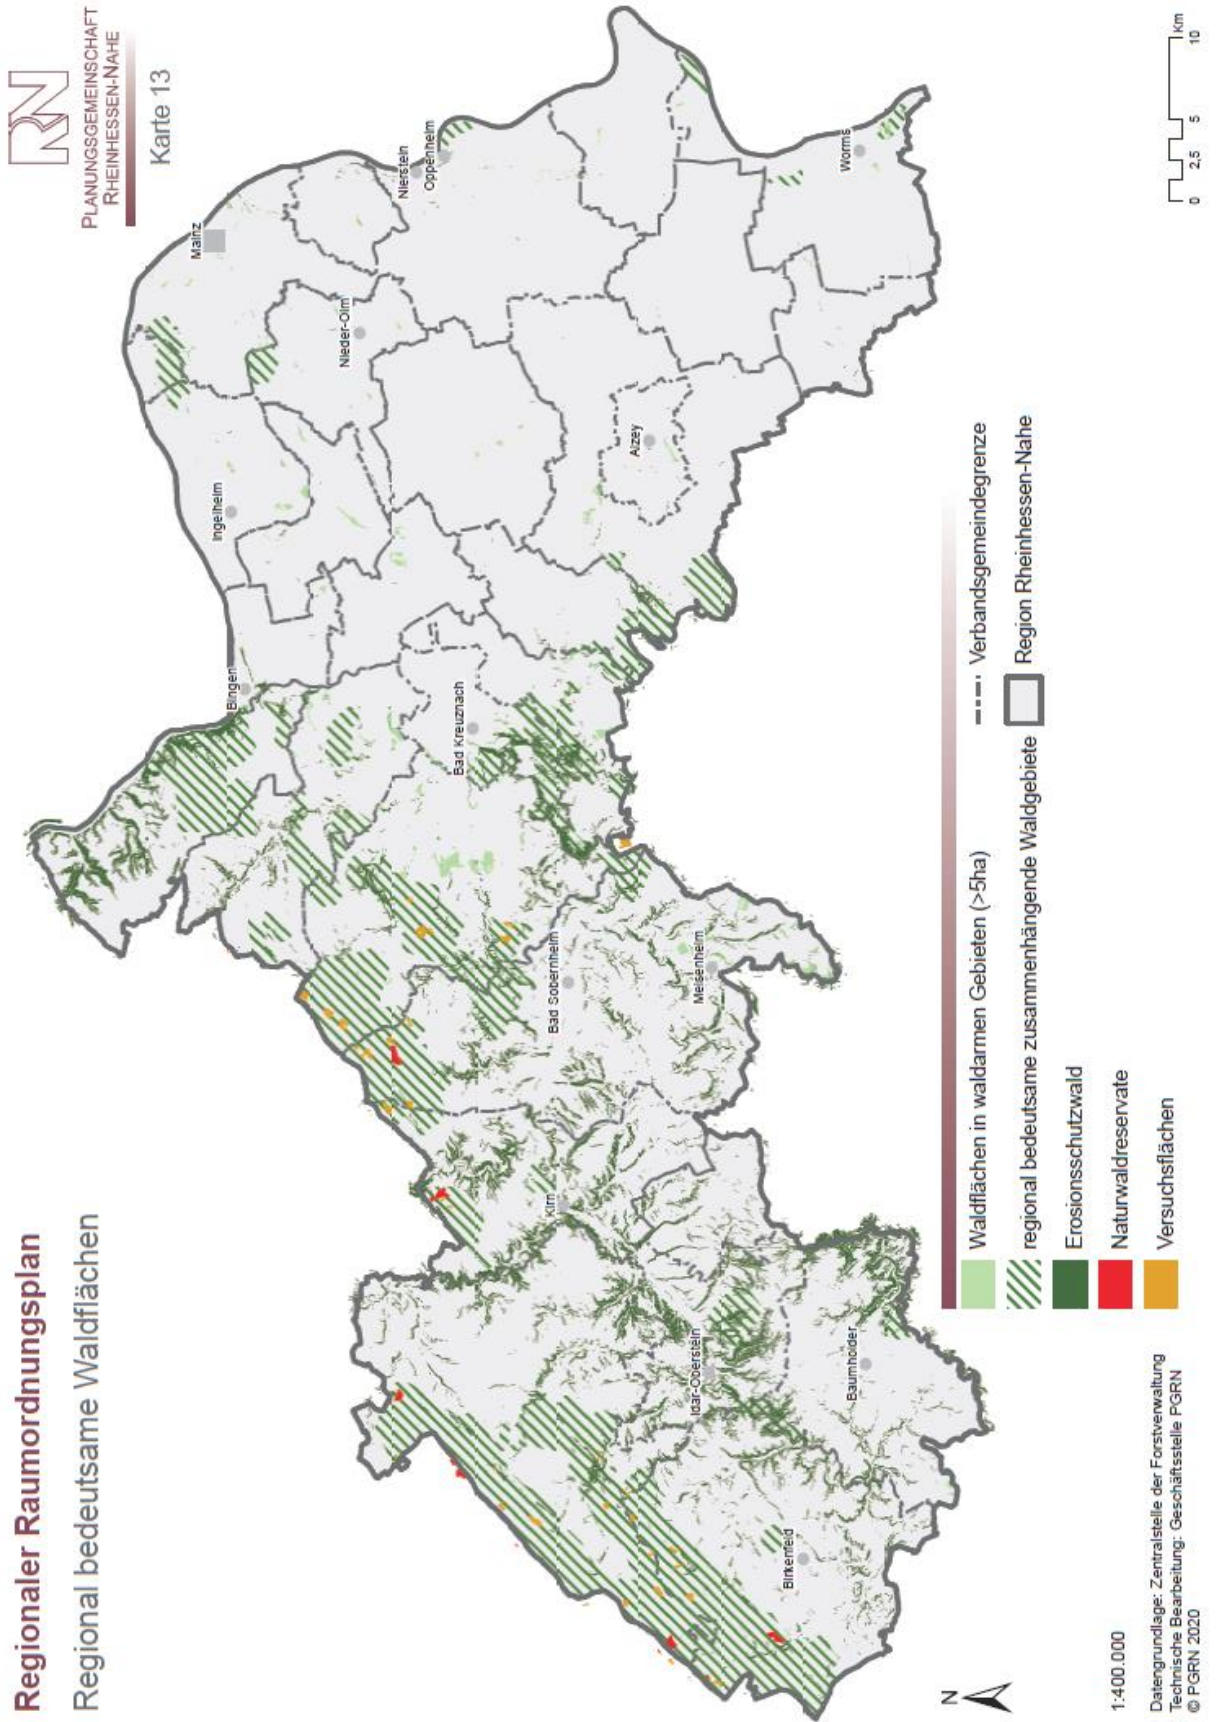 Regionaler Raumordnungsplan
Regional bedeutsame Waldflächen
RN
PLANUNGSGEMEINSCHAFT
RHEINHESSEN-NAHE
Karte 13
Mainz
Bingen
Ingelheim
Nieder-Olm
Nierstein
Oppenheim
Bad Kreuznach
Kirn
Bad Sobernheim
Alzey
Meisenheim
Idar-Oberstein
Birkenfeld
Baumholder
Worms
N
1:400.000
Datengrundlage: Zentralstelle der Forstverwaltung
Technische Bearbeitung: Geschäftsstelle PGRN
© PGRN 2020
Waldflächen in waldarmen Gebieten (>5ha)
regional bedeutsame zusammenhängende Waldgebiete
Erosionsschutzwald
Naturwaldreservate
Versuchsflächen
Verbandsgemeindegrenze
Region Rheinhessen-Nahe
0 2,5 5 10
Km